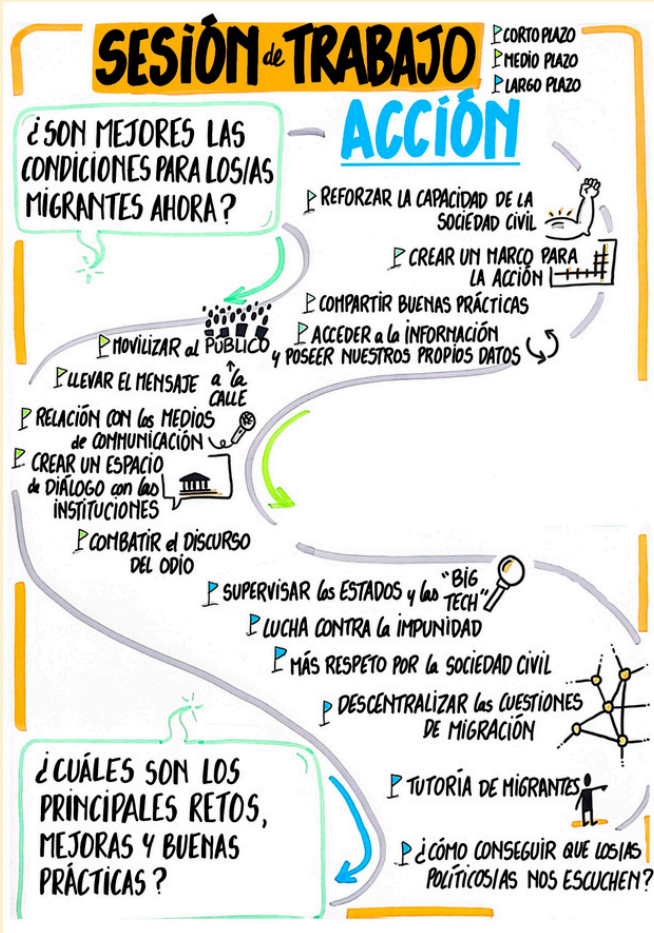 SESIÓN de TRABAJO
CORTO PLAZO
MEDIO PLAZO
LARGO PLAZO
ACCIÓN
¿SON MEJORES LAS
CONDICIONES PARA LOS/AS
MIGRANTES AHORA?
REFORZAR LA CAPACIDAD DE LA
SOCIEDAD CIVIL
CREAR UN MARCO PARA
LA ACCIÓN
COMPARTIR BUENAS PRÁCTICAS
ACCEDER a la INFORMACIÓN
y POSEER NUESTROS PROPIOS DATOS
MOVILIZAR al PÚBLICO
LLEVAR EL MENSAJE a la
CALLE
RELACIÓN CON los MEDIOS
de COMMUNICACIÓN
CREAR UN ESPACIO
de DIÁLOGO con las
INSTITUCIONES
COMBATIR el DISCURSO
DEL ODIO
SUPERVISAR los ESTADOS y las "BIG
TECH"
LUCHA CONTRA la IMPUNIDAD
MÁS RESPETO POR la SOCIEDAD CIVIL
DESCENTRALIZAR las CUESTIONES
DE MIGRACIÓN
TUTORÍA DE MIGRANTES
¿CÓMO CONSEGUIR QUE LOS/AS
POLÍTICOS/AS NOS ESCUCHEN?
¿CUÁLES SON LOS
PRINCIPALES RETOS,
MEJORAS Y BUENAS
PRÁCTICAS?